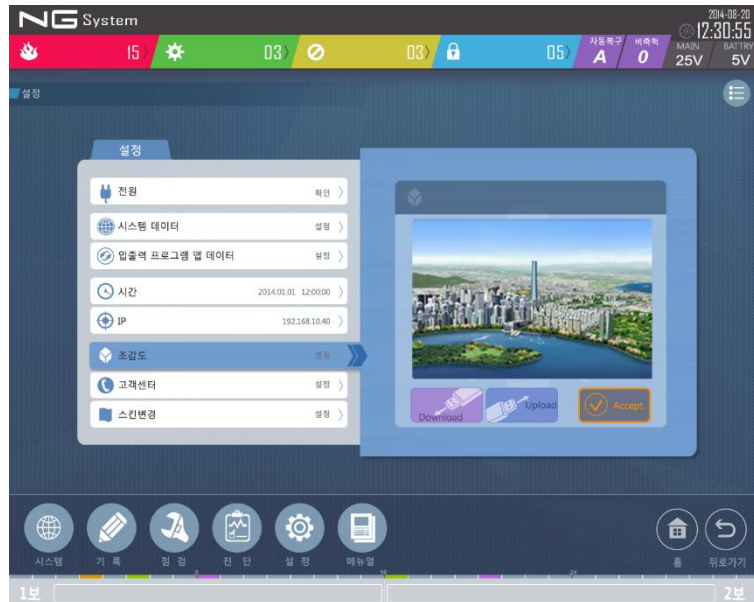 NG System
2014-08-20
12:30:55
15
03
03
05
자동복구
A
비축적
0
MAIN
25V
BATTRY
5V
설정
설정
전원 확인
시스템 데이터 설정
입출력 프로그램 맵 데이터 설정
시간 2014.01.01 12:00:00
IP 192.168.10.40
조감도 설정
고객센터 설정
스킨변경 설정
Download
Upload
Accept
시스템
기 록
점 검
진 단
설 정
메뉴얼
홈
뒤로가기
8
16
24
1보
2보